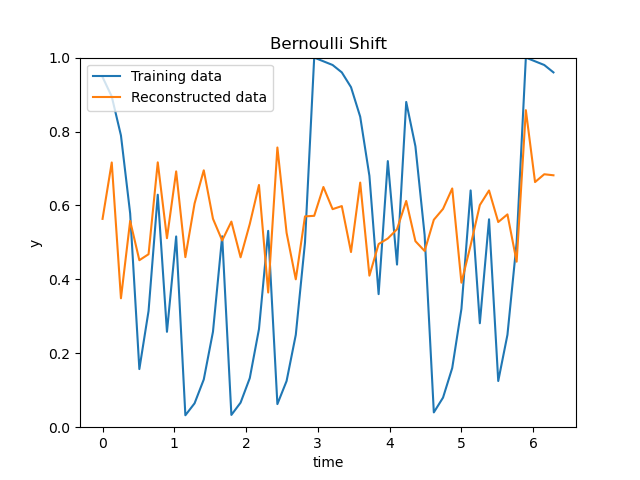 Bernoulli Shift
Training data
Reconstructed data
y
1.0
0.8
0.6
0.4
0.2
0.0
0 1 2 3 4 5 6
time